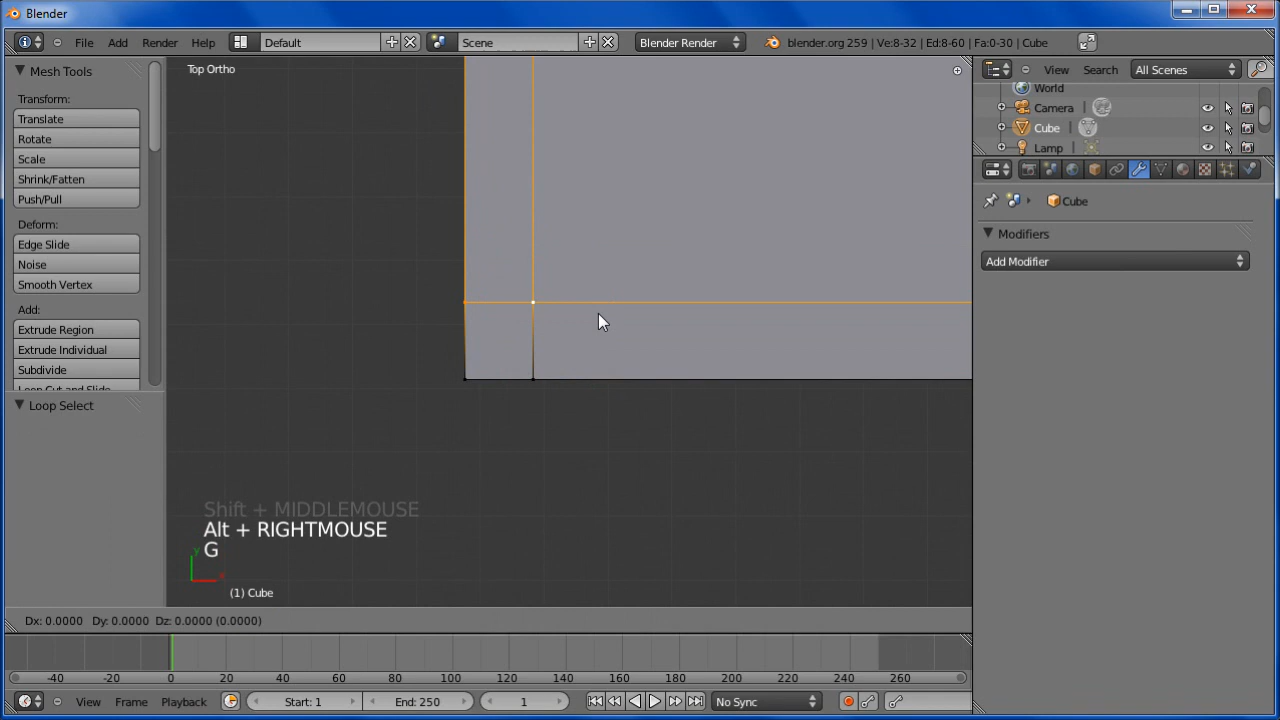 Blender
File Add Render Help Default Scene Blender Render blender.org 259 | Ve:8-32 | Ed:8-60 | Fa:0-30 | Cube
Mesh Tools
Transform:
Translate
Rotate
Scale
Shrink/Fatten
Push/Pull
Deform:
Edge Slide
Noise
Smooth Vertex
Add:
Extrude Region
Extrude Individual
Subdivide
Loop Cut and Slide
Loop Select
Top Ortho
Shift + MIDDLEMOUSE
Alt + RIGHTMOUSE
G
y
x
(1) Cube
View Search All Scenes
World
Camera
Cube
Lamp
Cube
Modifiers
Add Modifier
Dx: 0.0000 Dy: 0.0000 Dz: 0.0000 (0.0000)
-40 -20 0 20 40 60 80 100 120 140 160 180 200 220 240 260
View Frame Playback Start: 1 End: 250 1 No Sync